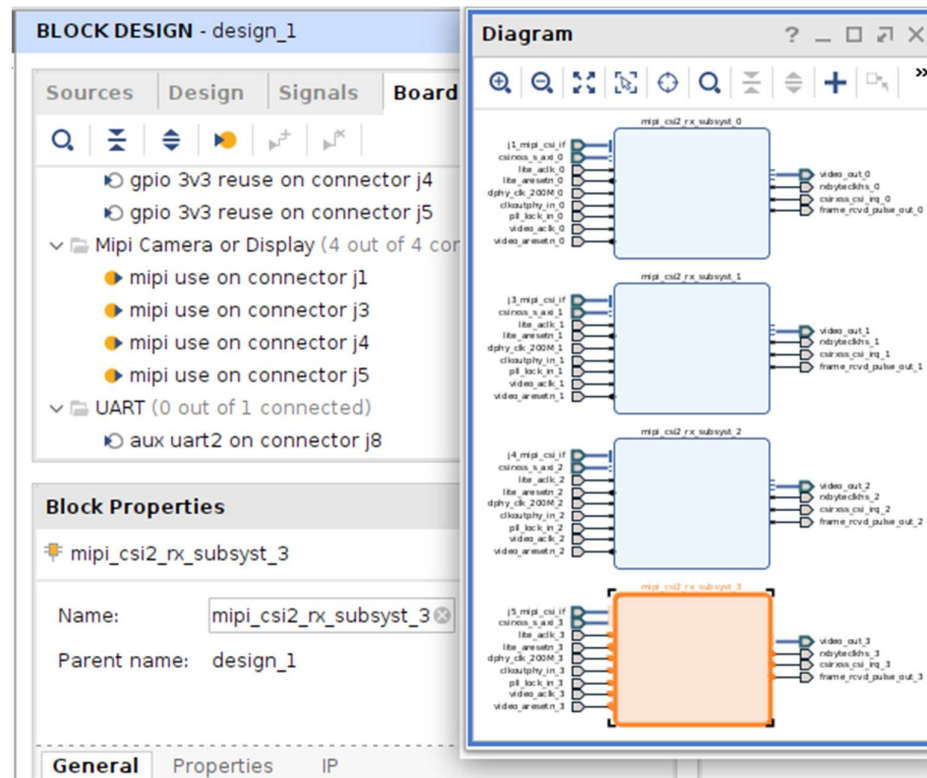 BLOCK DESIGN - design_1
Sources Design Signals Board
gpio 3v3 reuse on connector j4
gpio 3v3 reuse on connector j5
Mipi Camera or Display (4 out of 4 con
mipi use on connector j1
mipi use on connector j3
mipi use on connector j4
mipi use on connector j5
UART (0 out of 1 connected)
aux uart2 on connector j8
Block Properties
mipi_csi2_rx_subsyst_3
Name: mipi_csi2_rx_subsyst_3
Parent name: design_1
General Properties IP
Diagram
mipi_csi2_rx_subsyst_0
j1_mipi_csi_if
csirxss_s_axi_0
lite_aclk_0
lite_aresetn_0
dphy_clk_200M_0
clkoutphy_in_0
pll_lock_in_0
video_aclk_0
video_aresetn_0
video_out_0
rxbyteclkhs_0
csirxss_csi_irq_0
frame_rcvd_pulse_out_0
mipi_csi2_rx_subsyst_1
j3_mipi_csi_if
csirxss_s_axi_1
lite_aclk_1
lite_aresetn_1
dphy_clk_200M_1
clkoutphy_in_1
pll_lock_in_1
video_aclk_1
video_aresetn_1
video_out_1
rxbyteclkhs_1
csirxss_csi_irq_1
frame_rcvd_pulse_out_1
mipi_csi2_rx_subsyst_2
j4_mipi_csi_if
csirxss_s_axi_2
lite_aclk_2
lite_aresetn_2
dphy_clk_200M_2
clkoutphy_in_2
pll_lock_in_2
video_aclk_2
video_aresetn_2
video_out_2
rxbyteclkhs_2
csirxss_csi_irq_2
frame_rcvd_pulse_out_2
mipi_csi2_rx_subsyst_3
j5_mipi_csi_if
csirxss_s_axi_3
lite_aclk_3
lite_aresetn_3
dphy_clk_200M_3
clkoutphy_in_3
pll_lock_in_3
video_aclk_3
video_aresetn_3
video_out_3
rxbyteclkhs_3
csirxss_csi_irq_3
frame_rcvd_pulse_out_3